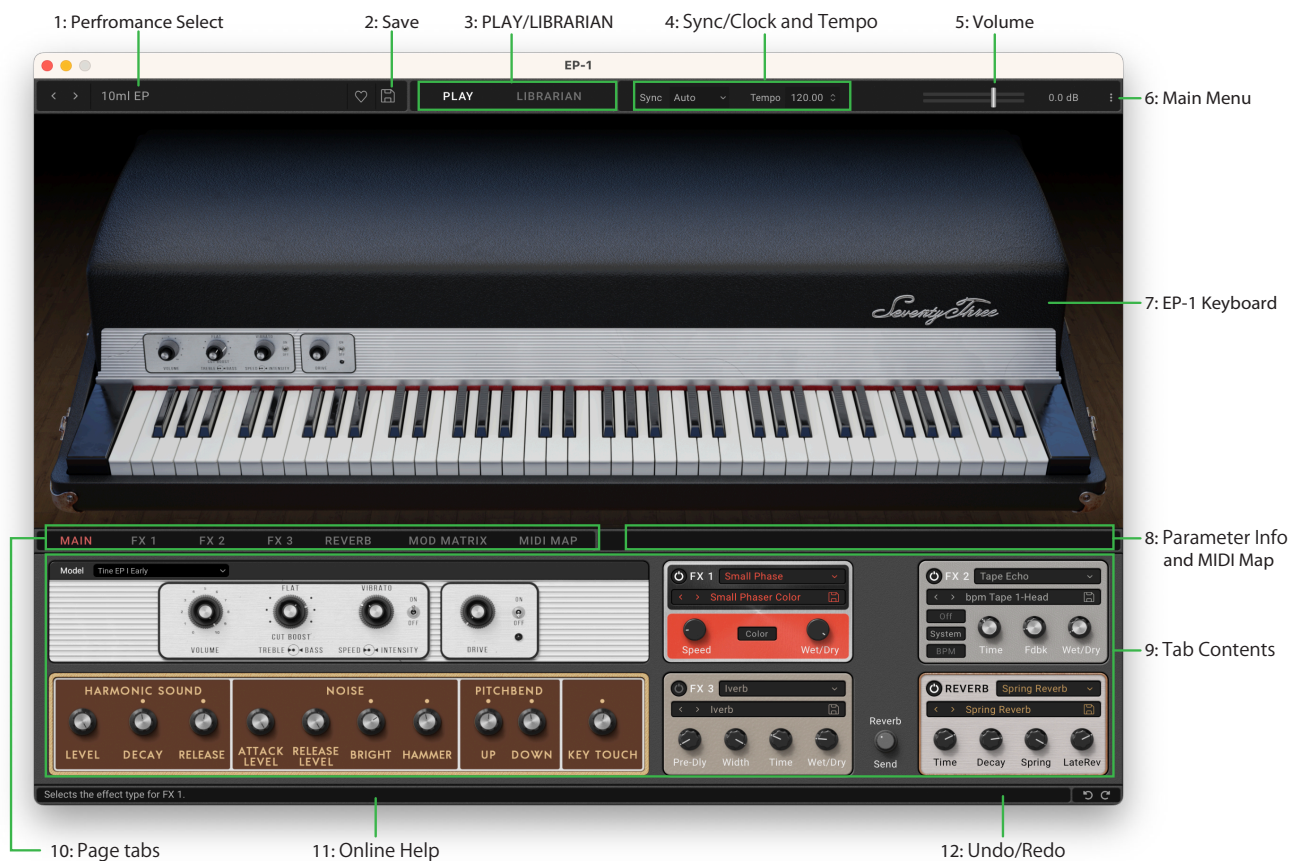 1: Perfromance Select
2: Save
3: PLAY/LIBRARIAN
4: Sync/Clock and Tempo
5: Volume
EP-1
< > 10ml EP
PLAY
LIBRARIAN
Sync Auto
Tempo 120.00
0.0 dB
6: Main Menu
Seventy Three
7: EP-1 Keyboard
VOLUME
TREBLE BASS
SPEED INTENSITY
DRIVE
MAIN
FX 1
FX 2
FX 3
REVERB
MOD MATRIX
MIDI MAP
8: Parameter Info
and MIDI Map
Model Tine EP I Early
FLAT
VIBRATO
ON
OFF
ON
OFF
CUT BOOST
VOLUME
TREBLE BASS
SPEED INTENSITY
DRIVE
FX 1 Small Phase
< > Small Phaser Color
Color
Speed
Wet/Dry
FX 2 Tape Echo
< > bpm Tape 1-Head
Off
System
BPM
Time
Fdbk
Wet/Dry
9: Tab Contents
HARMONIC SOUND
NOISE
PITCHBEND
LEVEL
DECAY
RELEASE
ATTACK
LEVEL
RELEASE
LEVEL
BRIGHT
HAMMER
UP
DOWN
KEY TOUCH
FX 3 Iverb
< > Iverb
Pre-Dly
Width
Time
Wet/Dry
Reverb
Send
REVERB Spring Reverb
< > Spring Reverb
Time
Decay
Spring
LateRev
Selects the effect type for FX 1.
10: Page tabs
11: Online Help
12: Undo/Redo